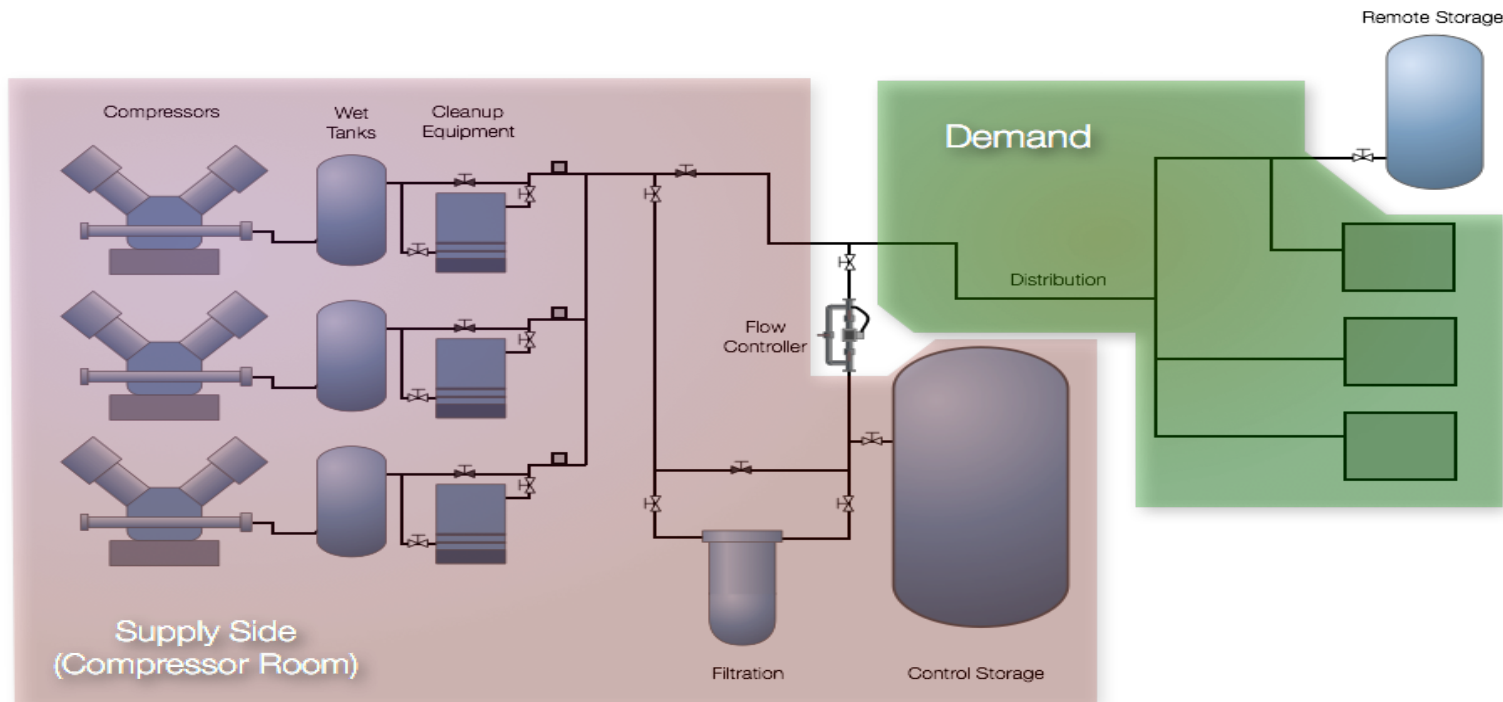 Remote Storage
Compressors
Wet
Tanks
Cleanup
Equipment
Demand
Distribution
Flow
Controller
Supply Side
(Compressor Room)
Filtration
Control Storage